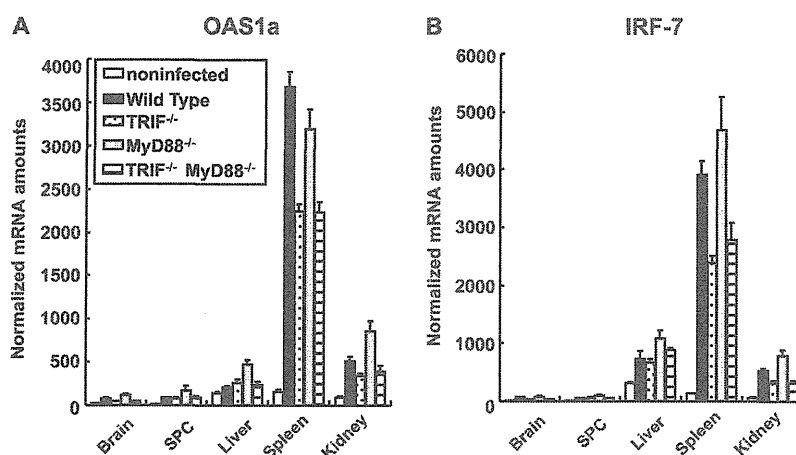 A
OAS1a
Normalized mRNA amounts
4000
3500
3000
2500
2000
1500
1000
500
0
noninfected
Wild Type
TRIF-/-
MyD88-/-
TRIF-/- MyD88-/-
Brain
SPC
Liver
Spleen
Kidney
B
IRF-7
Normalized mRNA amounts
6000
5000
4000
3000
2000
1000
0
Brain
SPC
Liver
Spleen
Kidney